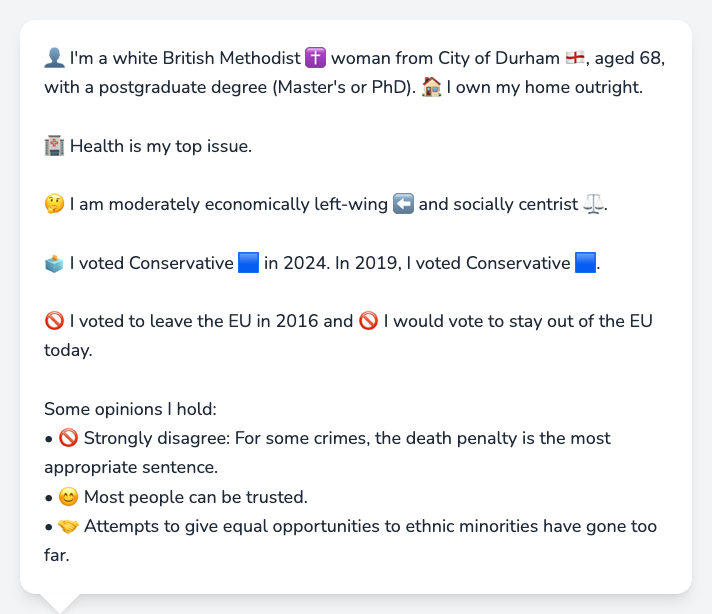 👤 I'm a white British Methodist ✝️ woman from City of Durham 🏴󠁧󠁢󠁥󠁮󠁧󠁿, aged 68,
with a postgraduate degree (Master's or PhD). 🏠 I own my home outright.
🏥 Health is my top issue.
🤔 I am moderately economically left-wing ⬅️ and socially centrist ⚖️.
🗳️ I voted Conservative 🟦 in 2024. In 2019, I voted Conservative 🟦.
🚫 I voted to leave the EU in 2016 and 🚫 I would vote to stay out of the EU
today.
Some opinions I hold:
• 🚫 Strongly disagree: For some crimes, the death penalty is the most
appropriate sentence.
• 😊 Most people can be trusted.
• 🤝 Attempts to give equal opportunities to ethnic minorities have gone too
far.